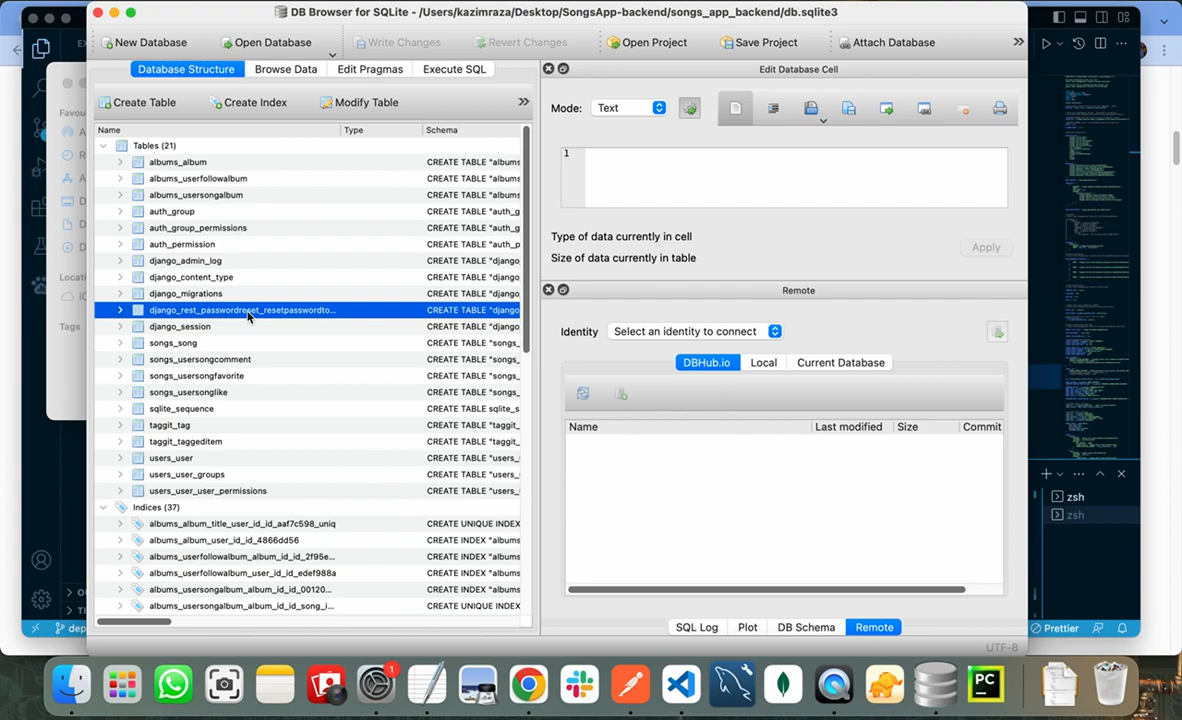 DB Browser for SQLite - /Users/kazimraza/Desktop/SongsApp-backend/songs_app_backend/db.sqlite3
New Database
Open Database
Write Changes
Revert Changes
Open Project
Save Project
Attach Database
»
Database Structure
Browse Data
Edit Pragmas
Execute SQL
Create Table
Create Index
Modify Table
»
Name
Type
Schema
Tables (21)
albums_album CREATE TABLE "albums
albums_userfollowalbum CREATE TABLE "albums
albums_usersongalbum CREATE TABLE "albums
auth_group CREATE TABLE "auth_g
auth_group_permissions CREATE TABLE "auth_g
auth_permission CREATE TABLE "auth_p
django_admin_log CREATE TABLE "django
django_content_type CREATE TABLE "django
django_migrations CREATE TABLE "django
django_rest_passwordreset_resetpasswordto... CREATE TABLE "django
django_session CREATE TABLE "django
songs_song CREATE TABLE "songs_
songs_usersongcomment CREATE TABLE "songs_
songs_usersongfavorite CREATE TABLE "songs_
songs_usersonglike CREATE TABLE "songs_
sqlite_sequence CREATE TABLE sqlite_s
taggit_tag CREATE TABLE "taggit_
taggit_taggeditem CREATE TABLE "taggit_
users_user CREATE TABLE "users_
users_user_groups CREATE TABLE "users_
users_user_user_permissions CREATE TABLE "users_
Indices (37)
albums_album_title_user_id_id_aaf7c598_uniq CREATE UNIQUE INDEX
albums_album_user_id_id_4866dd56 CREATE INDEX "albums
albums_userfollowalbum_album_id_id_2f95e... CREATE INDEX "albums
albums_userfollowalbum_user_id_id_edef988a CREATE INDEX "albums
albums_usersongalbum_album_id_id_00120... CREATE INDEX "albums
albums_usersongalbum_album_id_id_song_i... CREATE UNIQUE INDEX
Edit Database Cell
Mode:
Text
1
Type of data currently in cell
Size of data currently in table
Apply
Remote
Identity
Select an identity to connect
DBHub.io
Local
Current Database
Name
Last modified
Size
Commit
SQL Log
Plot
DB Schema
Remote
UTF-8
EX
Favou
A
R
A
D
D
D
Locati
Tags
zsh
zsh
Prettier
dep
1
PC